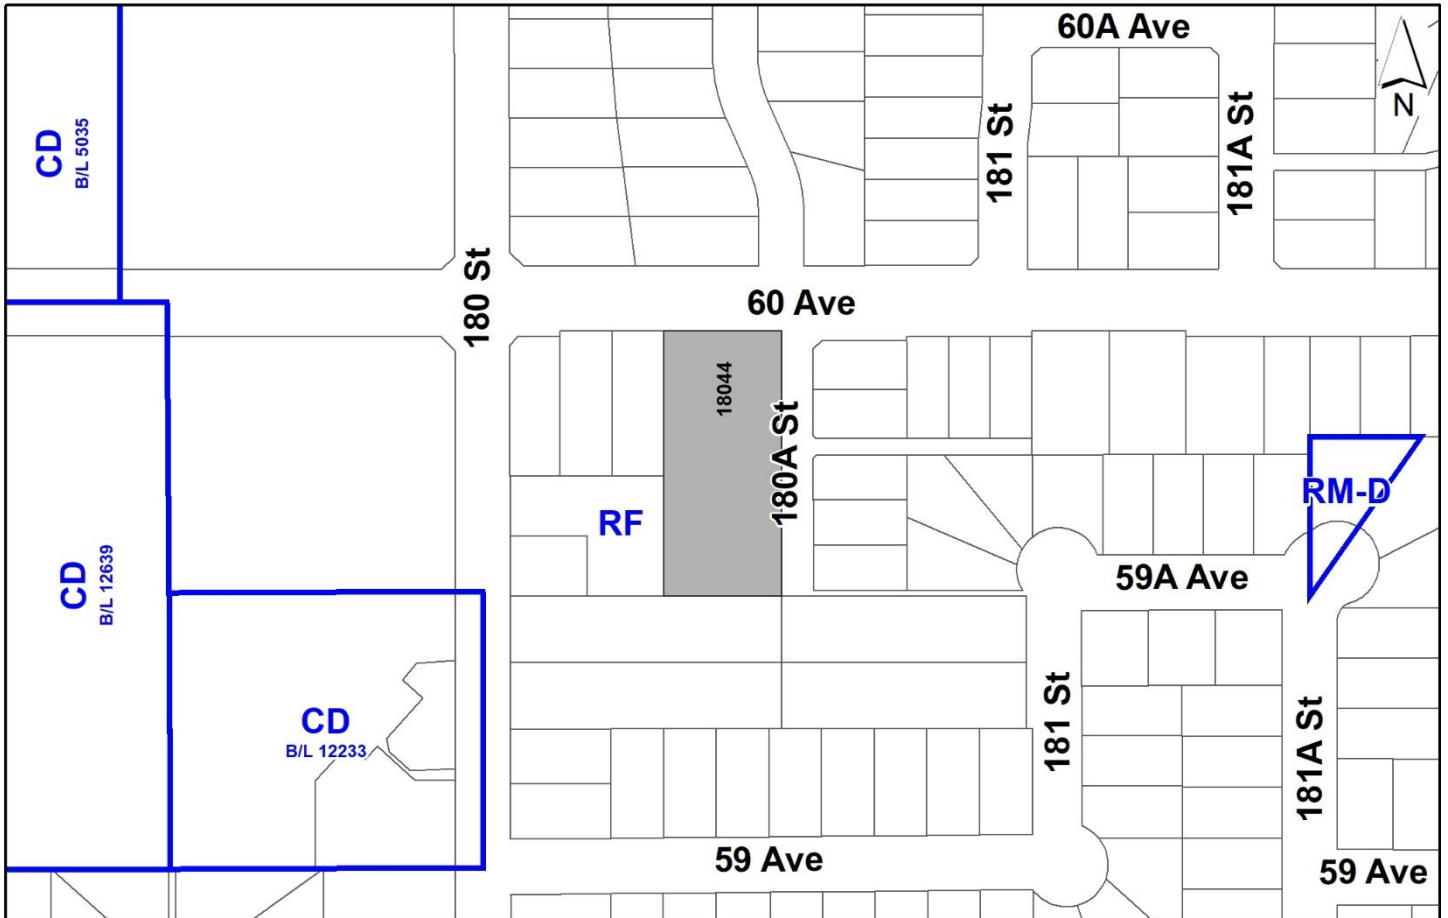 60A Ave
N
CD
B/L 5035
181 St
181A St
180 St
60 Ave
18044
180A St
RM-D
RF
CD
B/L 12639
59A Ave
CD
B/L 12233
181 St
181A St
59 Ave
59 Ave